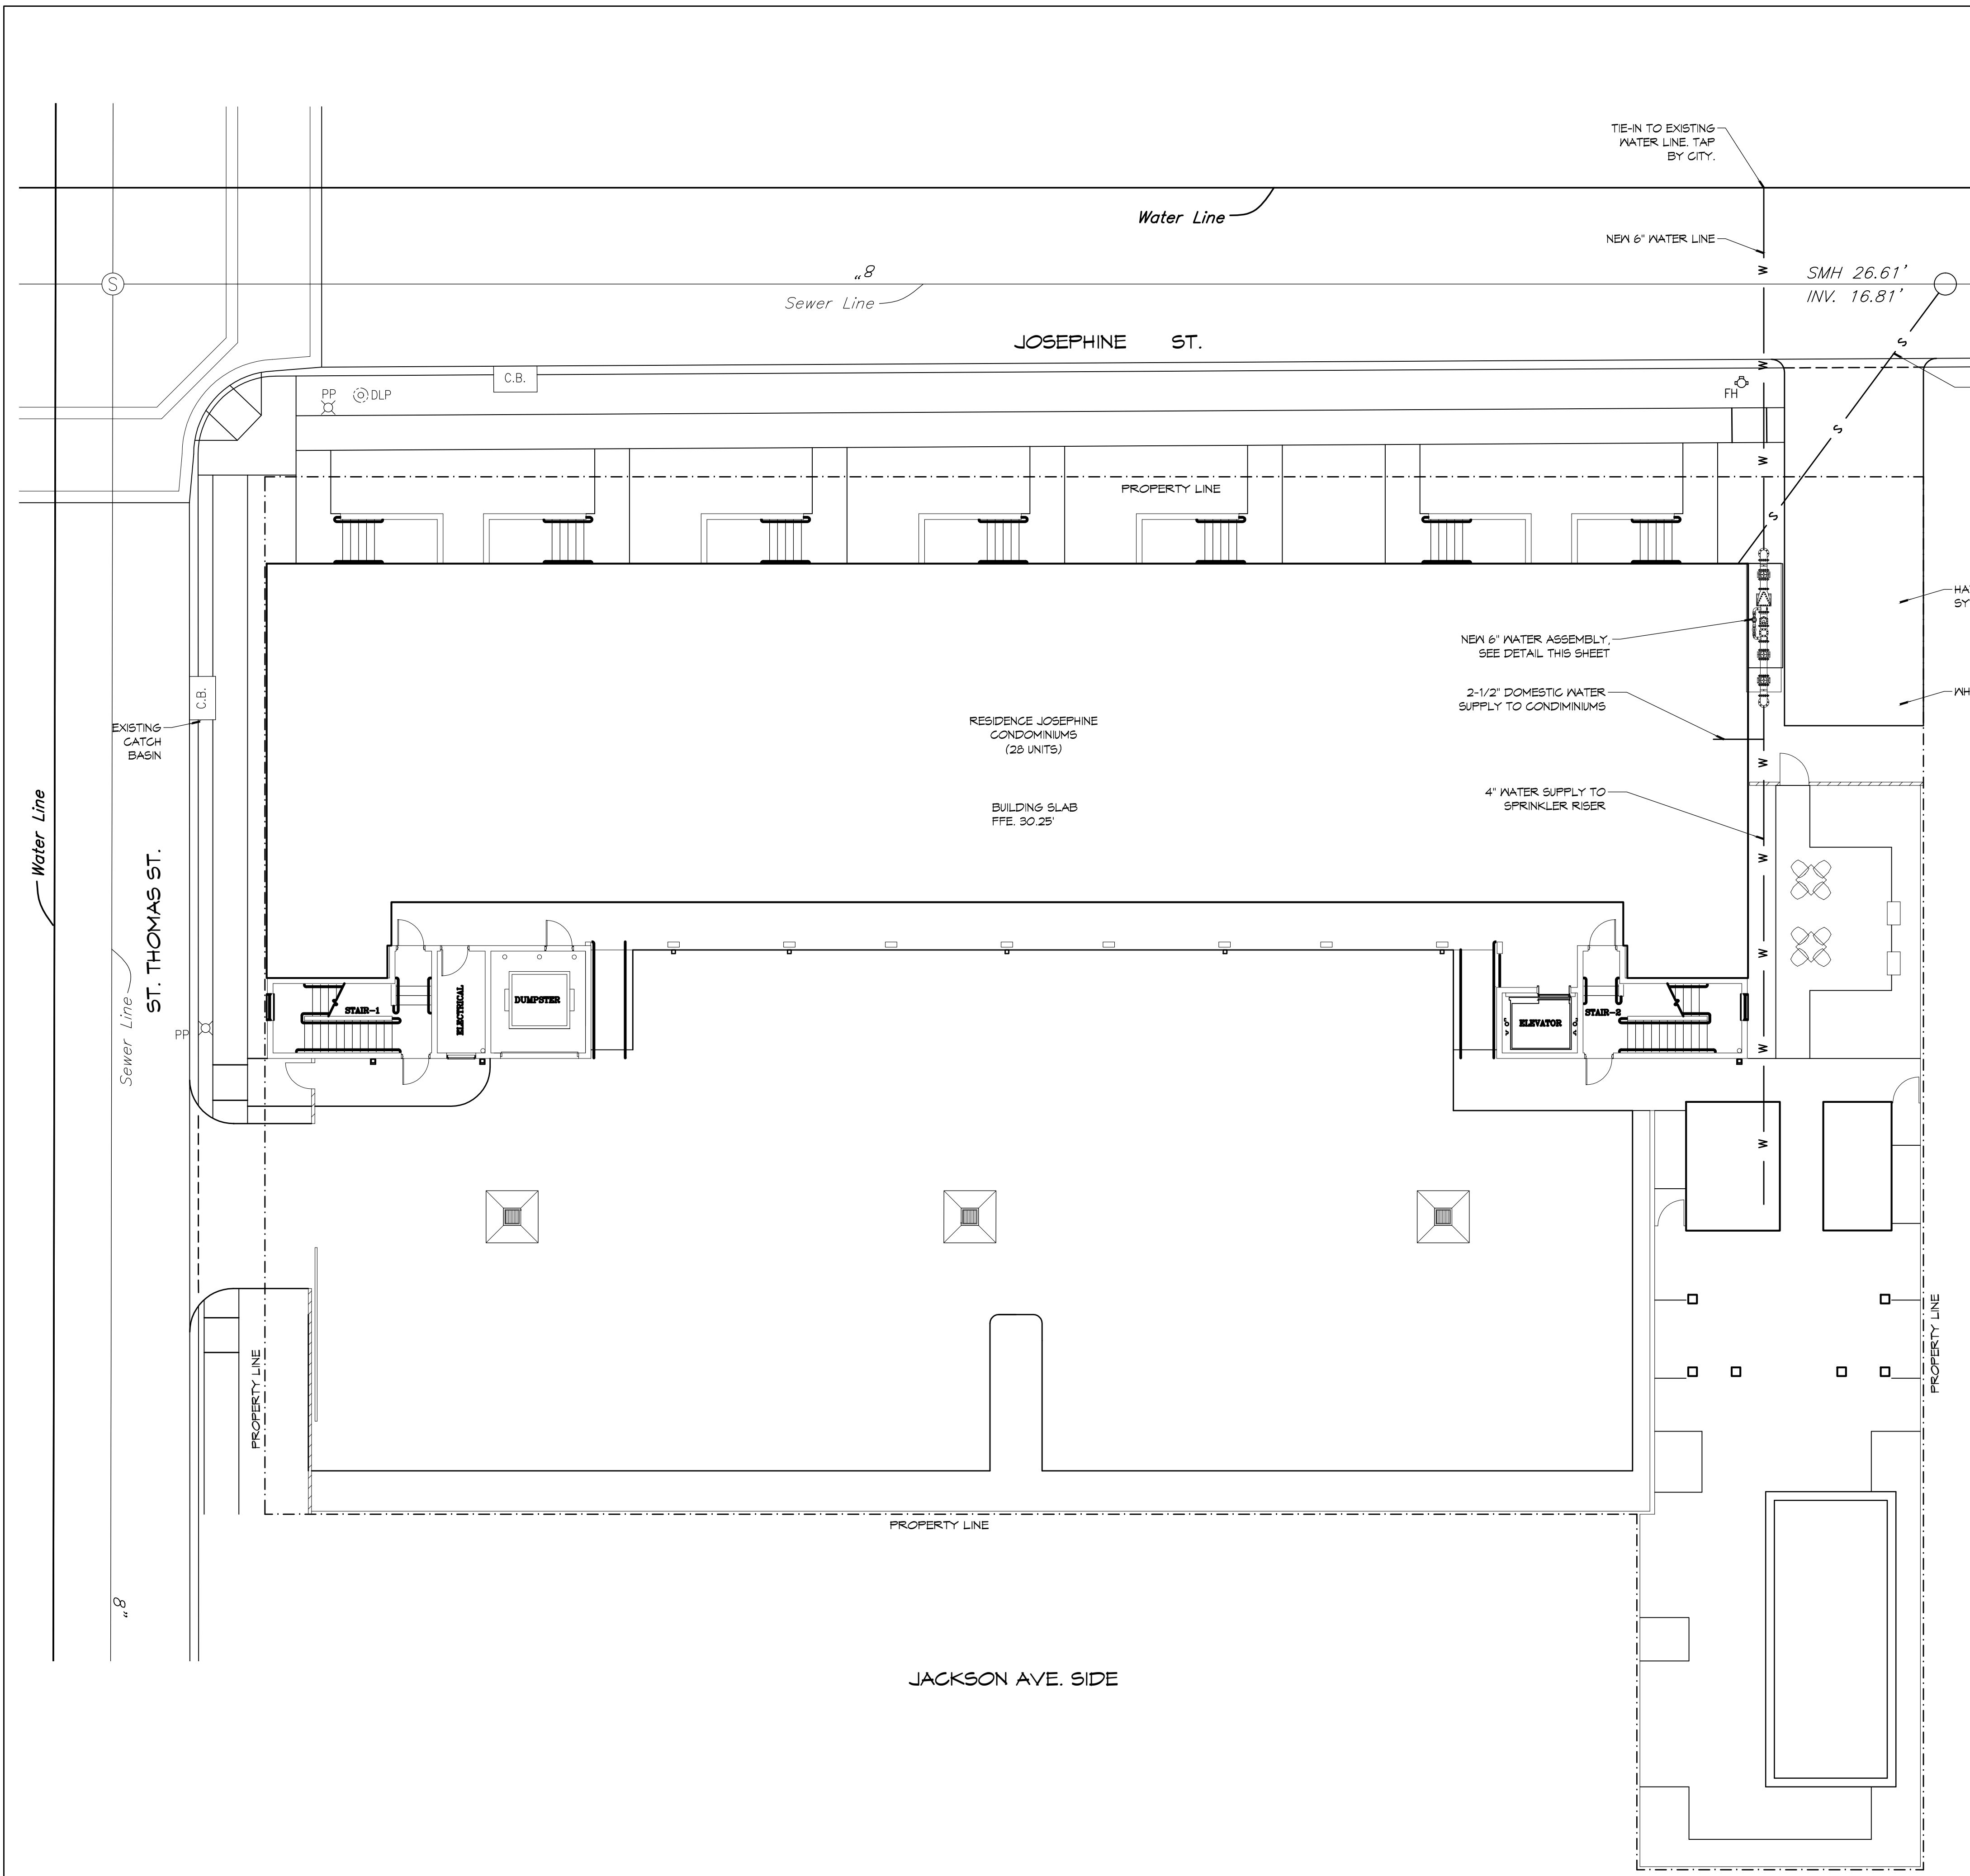 TIE-IN TO EXISTING
WATER LINE. TAP
BY CITY.
Water Line
NEW 6" WATER LINE
W
8"
Sewer Line
SMH 26.61'
INV. 16.81'
S
JOSEPHINE ST.
S
W
C.B.
PP
DLP
FH
S
W
PROPERTY LINE
S
HA
SY
NEW 6" WATER ASSEMBLY,
SEE DETAIL THIS SHEET
2-1/2" DOMESTIC WATER
SUPPLY TO CONDIMINIUMS
WH
C.B.
EXISTING
CATCH
BASIN
RESIDENCE JOSEPHINE
CONDOMINIUMS
(28 UNITS)
W
4" WATER SUPPLY TO
SPRINKLER RISER
BUILDING SLAB
FFE. 30.25'
Water Line
W
ST. THOMAS ST.
W
Sewer Line
PP
STAIR-1
ELECTRICAL
DUMPSTER
ELEVATOR
STAIR-2
W
W
PROPERTY LINE
PROPERTY LINE
PROPERTY LINE
8"
JACKSON AVE. SIDE